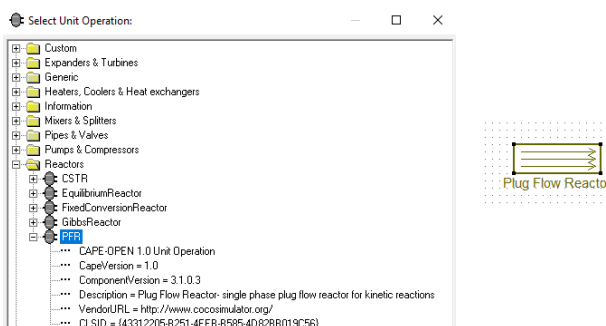 Select Unit Operation:
Custom
Expanders & Turbines
Generic
Heaters, Coolers & Heat exchangers
Information
Mixers & Splitters
Pipes & Valves
Pumps & Compressors
Reactors
CSTR
EquilibriumReactor
FixedConversionReactor
GibbsReactor
PFR
CAPE-OPEN 1.0 Unit Operation
CapeVersion = 1.0
ComponentVersion = 3.1.0.3
Description = Plug Flow Reactor- single phase plug flow reactor for kinetic reactions
VendorURL = http://www.cocosimulator.org/
CLSID =
Plug Flow Reacto